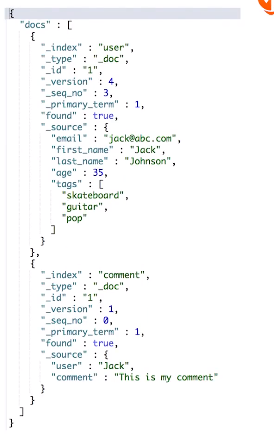 {
"docs" : [
{
"_index" : "user",
"_type" : "_doc",
"_id" : "1",
"_version" : 4,
"_seq_no" : 3,
"_primary_term" : 1,
"found" : true,
"_source" : {
"email" : "jack@abc.com",
"first_name" : "Jack",
"last_name" : "Johnson",
"age" : 35,
"tags" : [
"skateboard",
"guitar",
"pop"
]
}
},
{
"_index" : "comment",
"_type" : "_doc",
"_id" : "1",
"_version" : 1,
"_seq_no" : 0,
"_primary_term" : 1,
"found" : true,
"_source" : {
"user" : "Jack",
"comment" : "This is my comment"
}
}
]
}